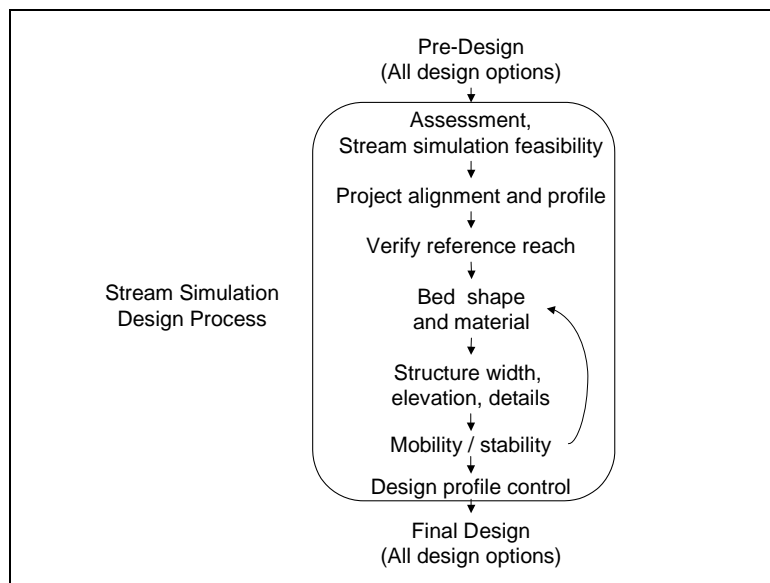 Pre-Design
(All design options)
Assessment,
Stream simulation feasibility
Project alignment and profile
Verify reference reach
Stream Simulation
Design Process
Bed shape
and material
Structure width,
elevation, details
Mobility / stability
Design profile control
Final Design
(All design options)